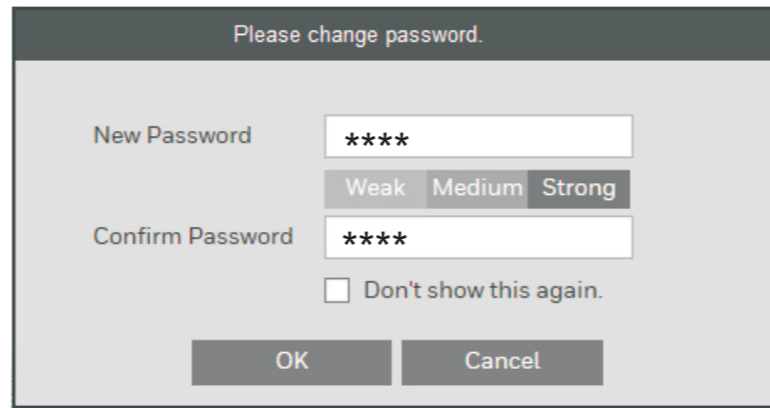 Please change password.
New Password ****
Weak Medium Strong
Confirm Password ****
Don't show this again.
OK Cancel